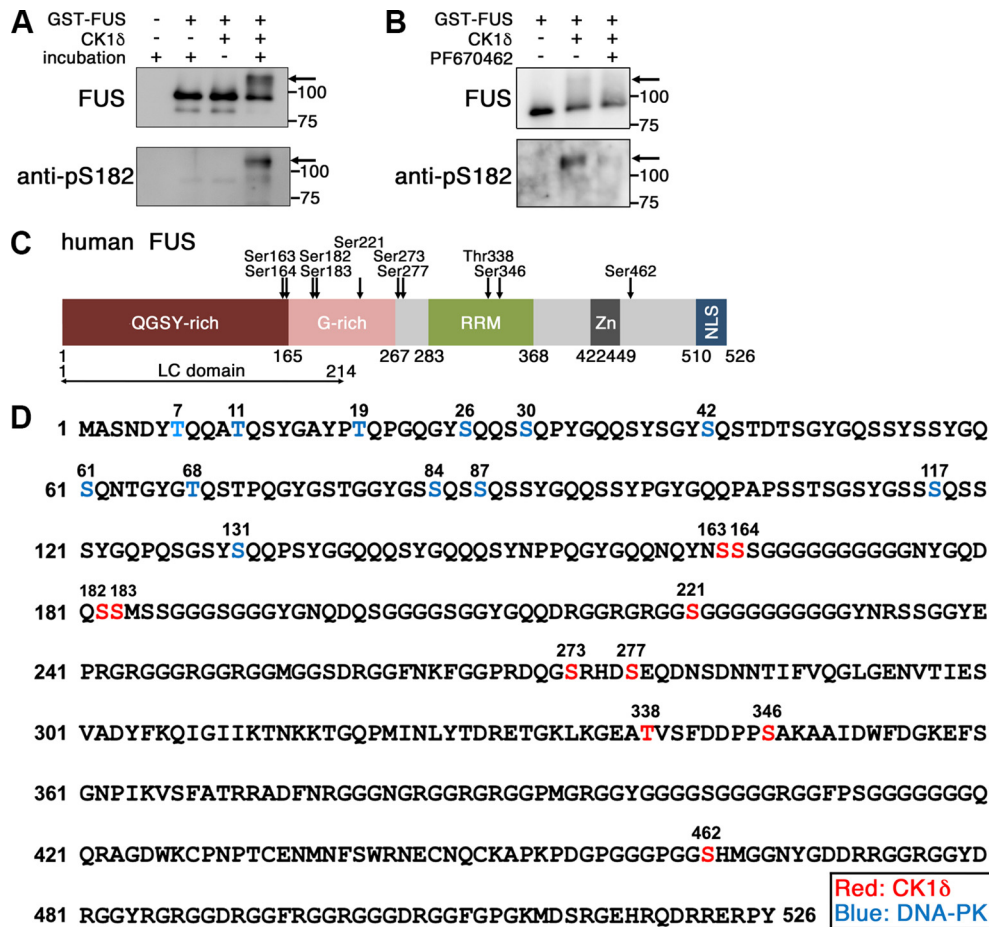 A
GST-FUS - + + +
CK1δ - - + +
incubation + + - +
FUS
100
75
anti-pS182
100
75
B
GST-FUS + + +
CK1δ - + +
PF670462 - - +
FUS
100
75
anti-pS182
100
75
C human FUS
Ser221
Ser163 Ser182 Ser273 Thr338
Ser164 Ser183 Ser277 Ser346 Ser462
QGSY-rich G-rich RRM Zn NLS
1 165 267 283 368 422 449 510 526
1 LC domain 214
D
7 11 19 26 30 42
1 MASNDYTQQATQSYGAYPTQPGQGYSQQSSQPYGQQSYSGYSQSTDTSGYGQSSYSSYGQ
61 68 84 87 117
61 SQNTGYGTQSTPQGYGSTGGYGSSQSSQSSYGQQSSYPGYGQQPAPSSTSGSYGSSSQSS
131 163 164
121 SYGQPQSGSYSQQPSYGGQQQSYGQQQSYNPPQGYGQQNQYNSSSGGGGGGGGGGNYGQD
182 183 221
181 QSSMSSGGGSGGGYGNQDQSGGGGSGGYGQQDRGGRGRGGSGGGGGGGGGGYNRSSGGYE
273 277
241 PRGRGGGRGGRGGMGGSDRGGFNKFGGPRDQGSRHDSEQDNSDNNTIFVQGLGENVTIES
338 346
301 VADYFKQIGIIKTNKKTGQPMINLYTDRETGKLKGEATVSFDDPPSAKAAIDWFDGKEFS
361 GNPIKVSFATRRADFNRGGGNGRGGRGRGGPMGRGGYGGGGSGGGGRGGFPSGGGGGGGQ
462
421 QRAGDWKCPNPTCENMNFSWRNECNQCKAPKPDGPGGGPGGSHMGGNYGDDRRGGRGGYD
481 RGGYRGRGGDRGGFRGGRGGGDRGGFGPGKMDSRGEHRQDRRERPY 526
Red: CK1δ
Blue: DNA-PK